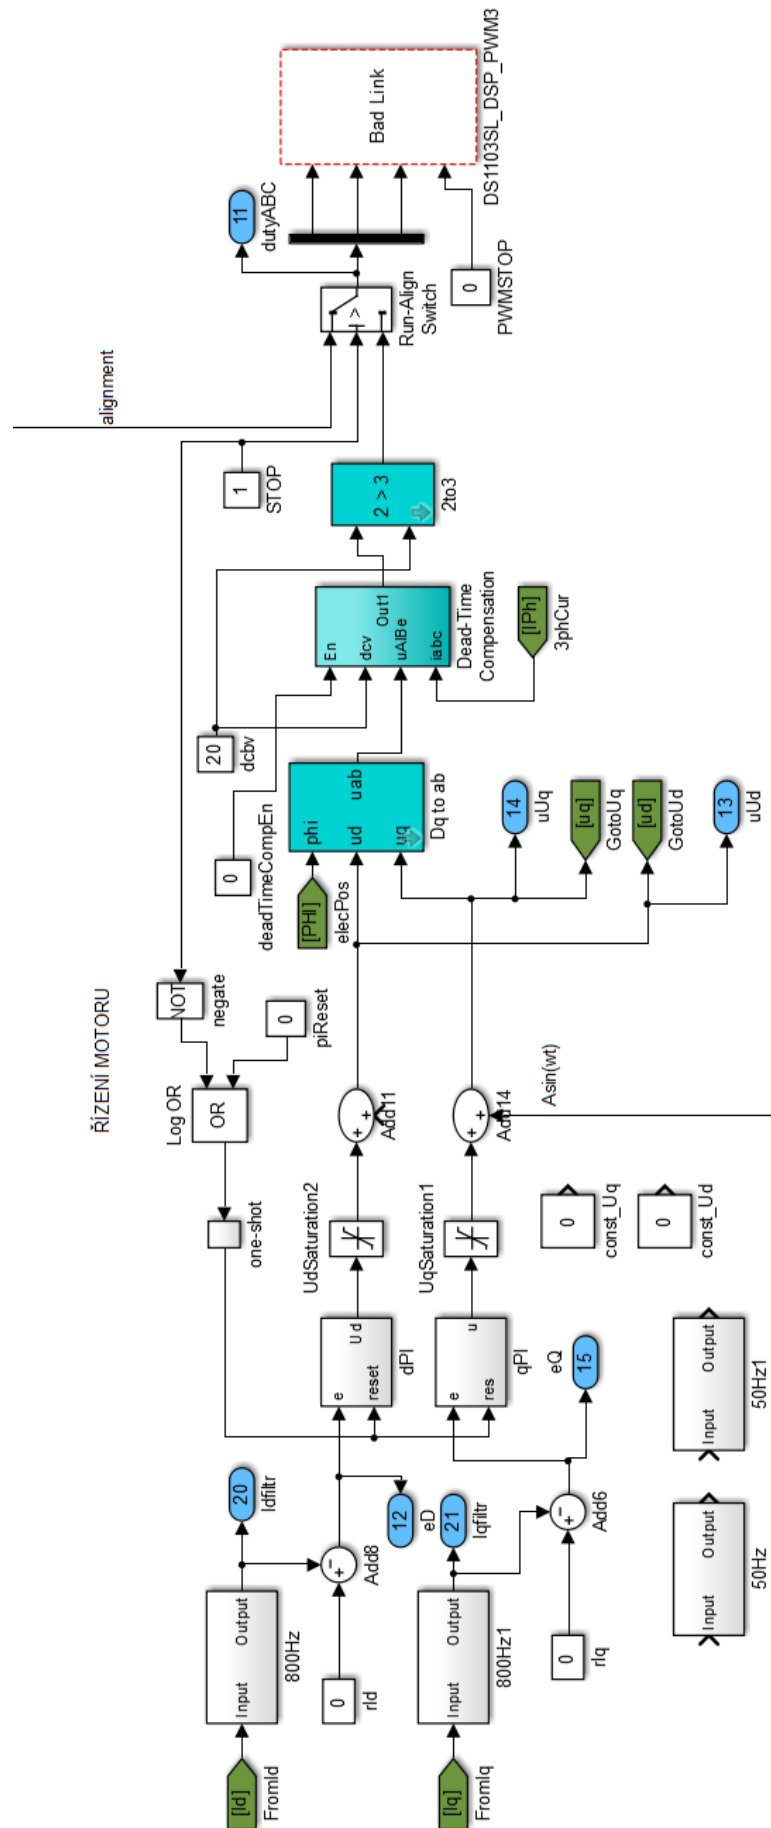 ŘÍZENÍ MOTORU
alignment
Asin(wt)
[Id]
FromId
Input
Output
800Hz
20
Idfiltr
0
rId
+
−
Add8
12
eD
[Iq]
FromIq
Input
Output
800Hz1
21
Iqfiltr
0
rIq
+
−
Add6
15
eQ
e
reset
Ud
dPI
e
res
u
qPI
one-shot
OR
Log OR
NOT
negate
0
piReset
UdSaturation2
UqSaturation1
+
+
Add11
+
+
Add14
0
const_Uq
0
const_Ud
Input
Output
50Hz
Input
Output
50Hz1
[PHI]
elecPos
0
deadTimeCompEn
20
dcbv
phi
ud
uq
uab
Dq to ab
14
uUq
[uq]
GotoUq
[ud]
GotoUd
13
uUd
En
dcv
uAlBe
iabc
Out1
Dead-Time
Compensation
[IPh]
3phCur
2 > 3
2to3
1
STOP
>
Run-Align
Switch
11
dutyABC
0
PWMSTOP
Bad Link
DS1103SL_DSP_PWM3